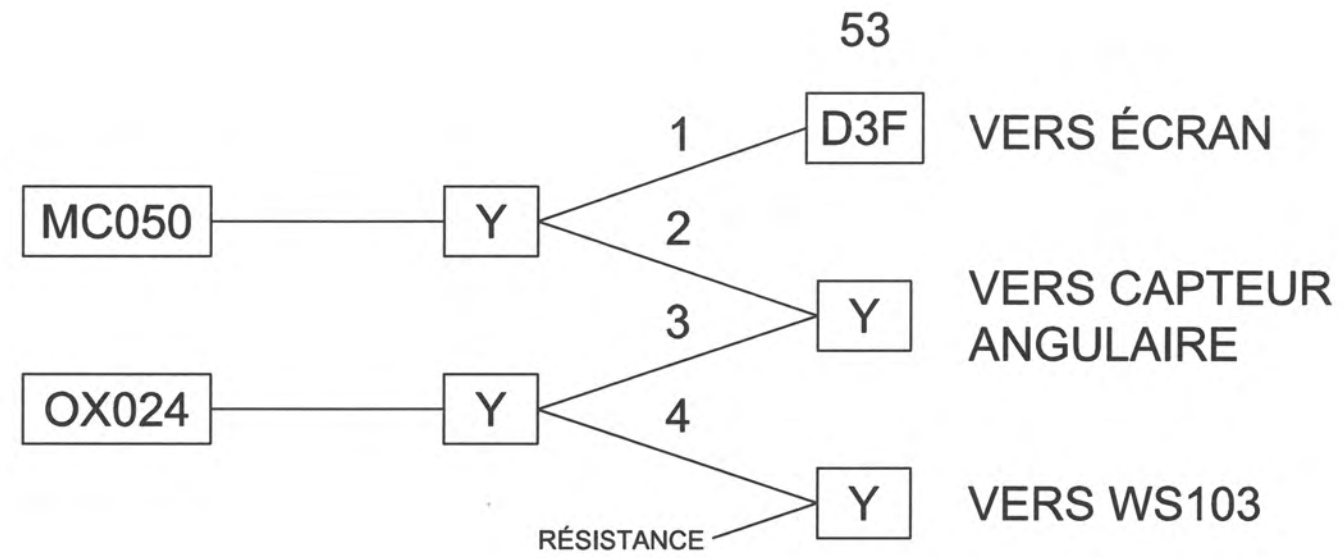 53
1
D3F
VERS ÉCRAN
MC050
Y
2
3
Y
VERS CAPTEUR
ANGULAIRE
OX024
Y
4
Y
VERS WS103
RÉSISTANCE